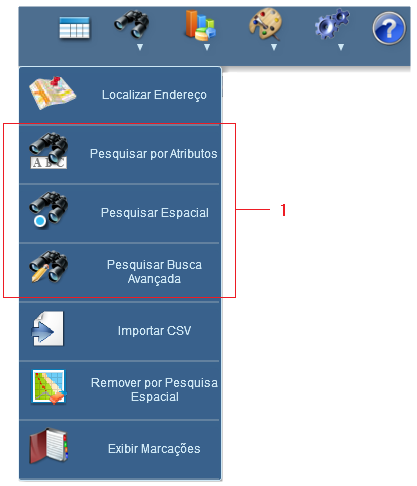 ?
Localizar Endereço
A B C
Pesquisar por Atributos
Pesquisar Espacial
1
Pesquisar Busca
Avançada
Importar CSV
Remover por Pesquisa
Espacial
Exibir Marcações